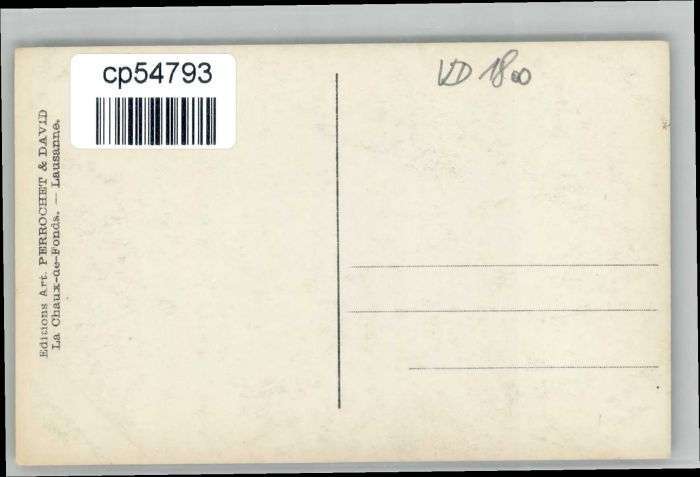 cp54793
VD 1800
Editions Art. PERROCHET & DAVID
La Chaux-de-Fonds. — Lausanne.